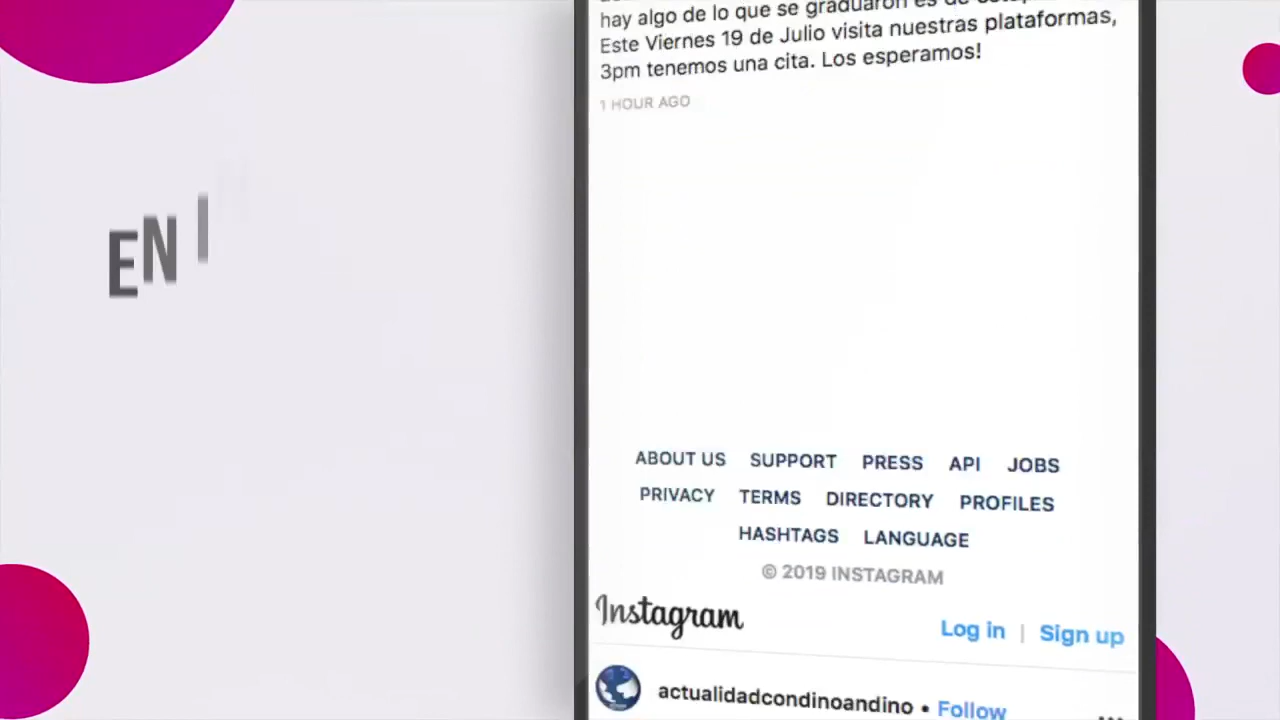 hay algo de lo que se graduaron es de
Este Viernes 19 de Julio visita nuestras plataformas,
3pm tenemos una cita. Los esperamos!
1 HOUR AGO
EN I
ABOUT US SUPPORT PRESS API JOBS
PRIVACY TERMS DIRECTORY PROFILES
HASHTAGS LANGUAGE
© 2019 INSTAGRAM
Instagram Log in | Sign up
actualidadcondinoandino • Follow ...